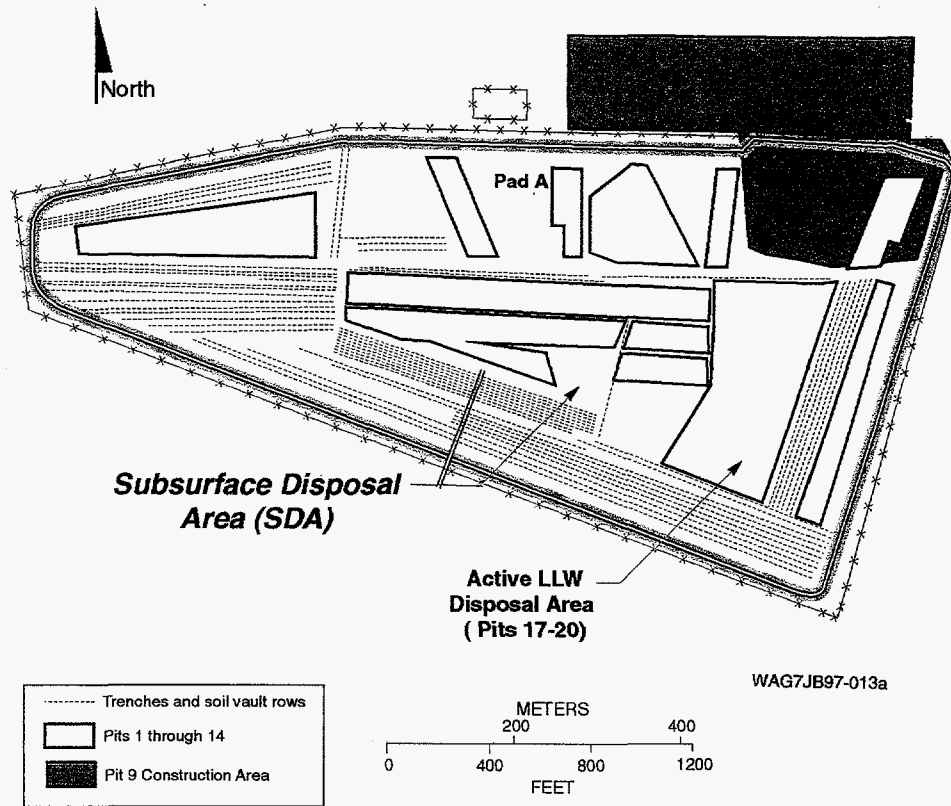 North
Pad A
Subsurface Disposal
Area (SDA)
Active LLW
Disposal Area
( Pits 17-20)
WAG7JB97-013a
Trenches and soil vault rows
Pits 1 through 14
Pit 9 Construction Area
METERS
200 400
0 400 800 1200
FEET